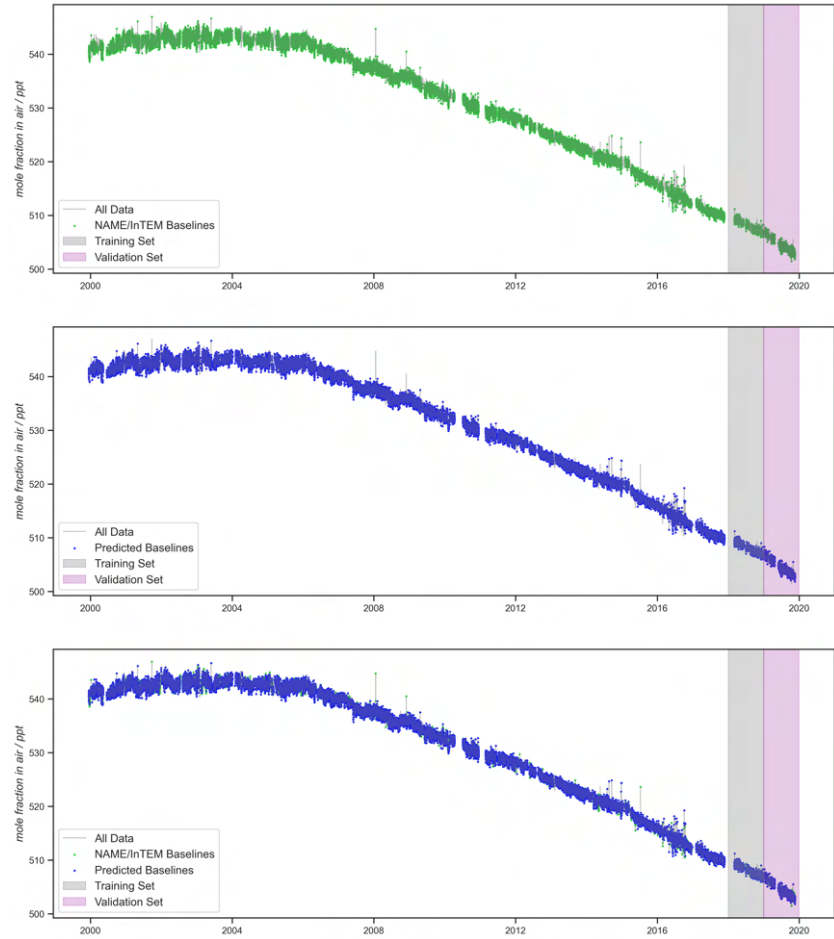 mole fraction in air / ppt
540
530
520
510
500
All Data
NAME/InTEM Baselines
Training Set
Validation Set
2000 2004 2008 2012 2016 2020
mole fraction in air / ppt
540
530
520
510
500
All Data
Predicted Baselines
Training Set
Validation Set
2000 2004 2008 2012 2016 2020
mole fraction in air / ppt
540
530
520
510
500
All Data
NAME/InTEM Baselines
Predicted Baselines
Training Set
Validation Set
2000 2004 2008 2012 2016 2020